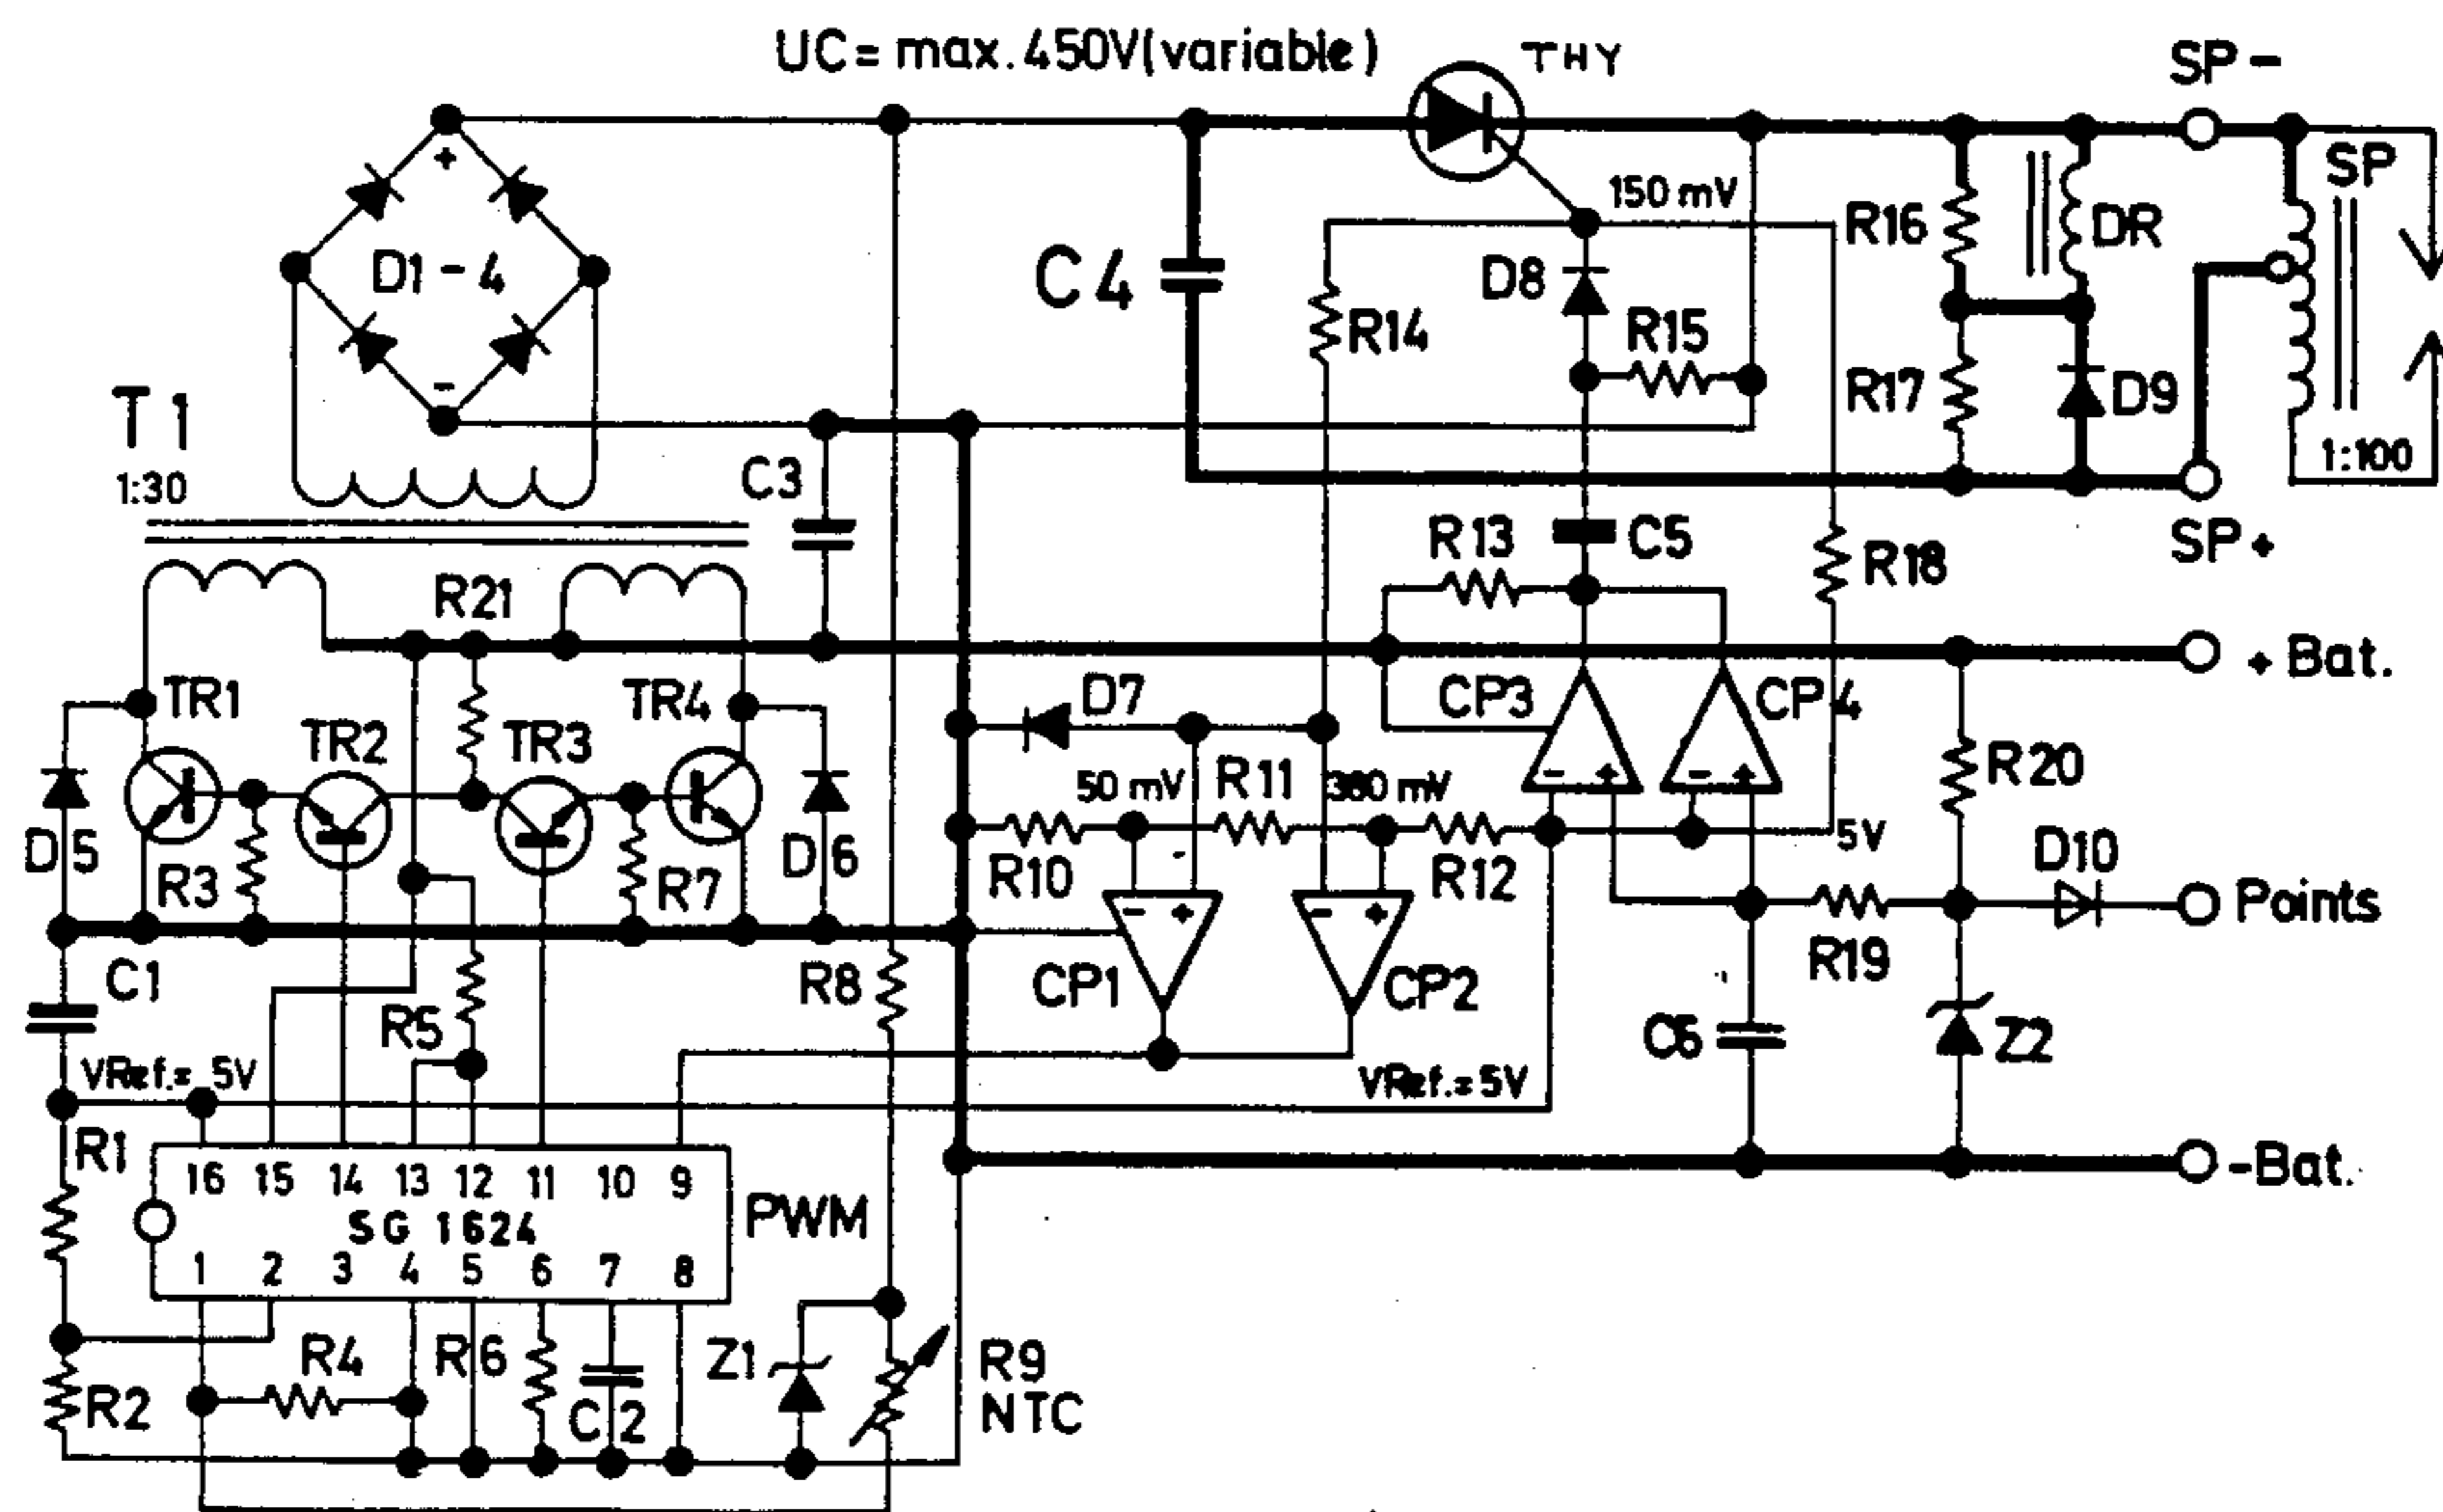 UC = max. 450V (variable)
THY
SP -
SP
150 mV
R16
DR
D1 - 4
+
-
C4
D8
R14
R15
R17
D9
1:100
T1
1:30
C3
R13
C5
SP +
R18
R21
+ Bat.
TR1
TR2
TR3
TR4
D7
CP3
CP4
R20
50 mV
R11
D5
R3
R7
D6
R10
R12
5V
D10
Points
- +
- +
- +
- +
R19
C1
R8
CP1
CP2
R5
C6
Z2
VRef. = 5V
VRef. = 5V
R1
16 15 14 13 12 11 10 9
SG 1624
PWM
-Bat.
1 2 3 4 5 6 7 8
R4
R6
Z1
R9
NTC
R2
C2